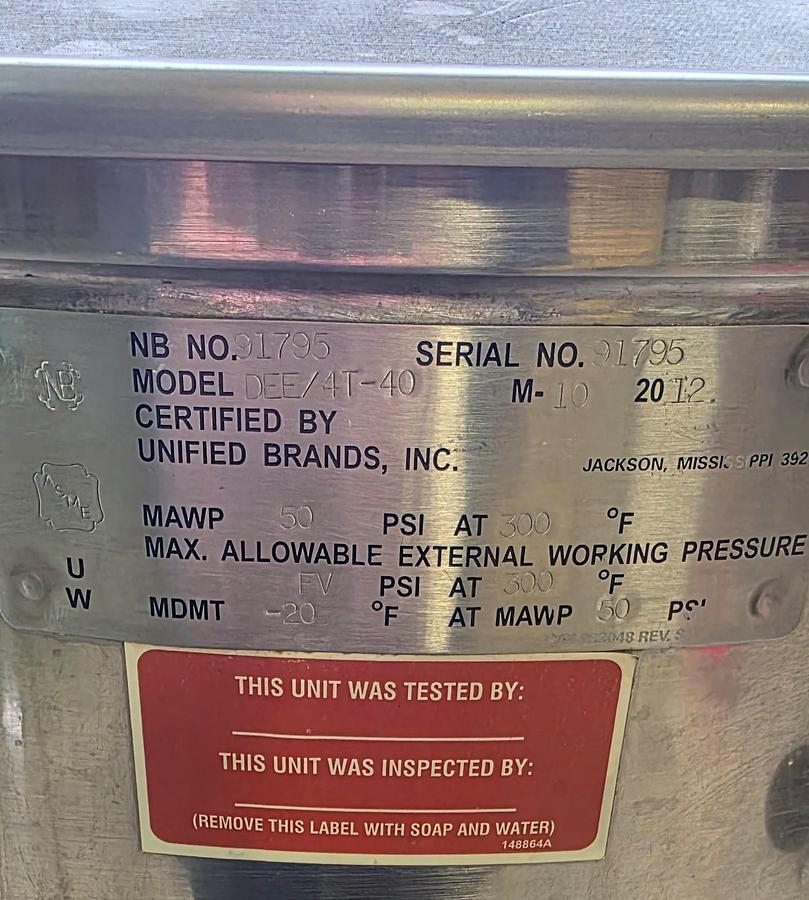 NB NO. 91795 SERIAL NO. 91795
NB
MODEL DEE/4T-40 M-10 2012.
CERTIFIED BY
UNIFIED BRANDS, INC. JACKSON, MISSISSIPPI 392
ASME
MAWP 50 PSI AT 300 °F
MAX. ALLOWABLE EXTERNAL WORKING PRESSURE
U
FV PSI AT 300 °F
W
MDMT -20 °F AT MAWP 50 PSI
REV.
THIS UNIT WAS TESTED BY:
THIS UNIT WAS INSPECTED BY:
(REMOVE THIS LABEL WITH SOAP AND WATER)
148864A